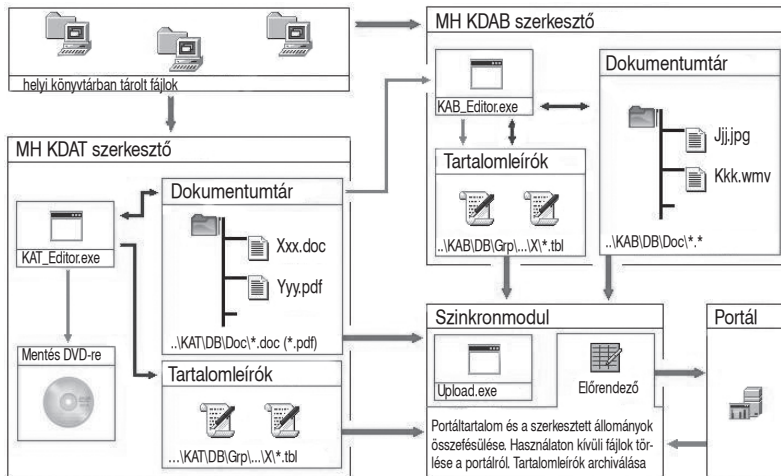 helyi könyvtárban tárolt fájlok
MH KDAT szerkesztő
KAT_Editor.exe
Mentés DVD-re
Dokumentumtár
Xxx.doc
Yyy.pdf
..\KAT\DB\Doc\*.doc (*.pdf)
Tartalomleírók
...\KAT\DB\Grp\...\X\*.tbl
MH KDAB szerkesztő
KAB_Editor.exe
Tartalomleírók
..\KAB\DB\Grp\...\X\*.tbl
Dokumentumtár
Jjj.jpg
Kkk.wmv
..\KAB\DB\Doc\*.*
Szinkronmodul
Upload.exe
Előrendező
Portáltartalom és a szerkesztett állományok
összefésülése. Használaton kívüli fájlok tör-
lése a portálról. Tartalomleírók archiválása
Portál